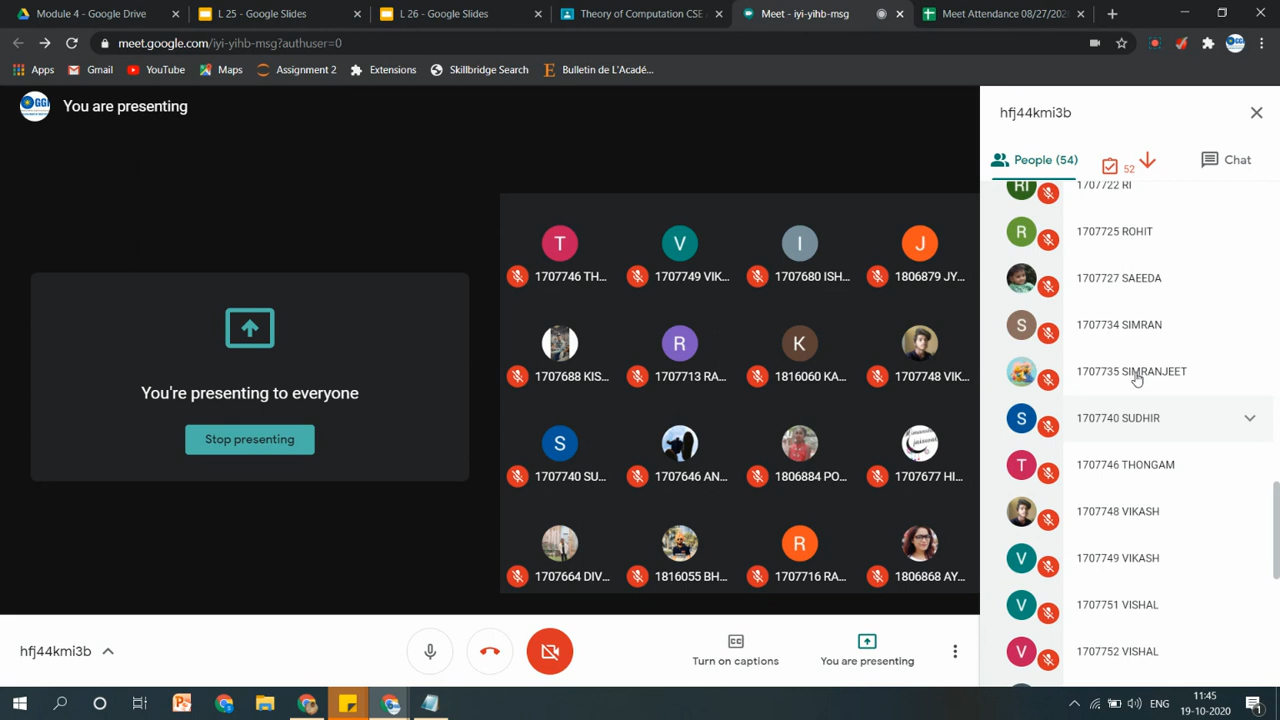 Module 4 - Google Drive
L 25 - Google Slides
L 26 - Google Slides
Theory of Computation CSE
Meet - iyi-yihb-msg
Meet Attendance 08/27/202
meet.google.com/iyi-yihb-msg?authuser=0
Apps
Gmail
YouTube
Maps
Assignment 2
Extensions
Skillbridge Search
Bulletin de L'Acadé...
GGI
You are presenting
hfj44kmi3b
People (54)
52
Chat
You're presenting to everyone
Stop presenting
T
V
I
J
1707746 TH...
1707749 VIK...
1707680 ISH...
1806879 JY...
R
K
1707688 KIS...
1707713 RA...
1816060 KA...
1707748 VIK...
S
1707740 SU...
1707646 AN...
1806884 PO...
1707677 HI...
R
1707664 DIV...
1816055 BH...
1707716 RA...
1806868 AY...
RI
1707722 RI
R
1707725 ROHIT
1707727 SAEEDA
S
1707734 SIMRAN
1707735 SIMRANJEET
S
1707740 SUDHIR
T
1707746 THONGAM
1707748 VIKASH
V
1707749 VIKASH
V
1707751 VISHAL
V
1707752 VISHAL
hfj44kmi3b
CC
Turn on captions
You are presenting
ENG
11:45
19-10-2020
1